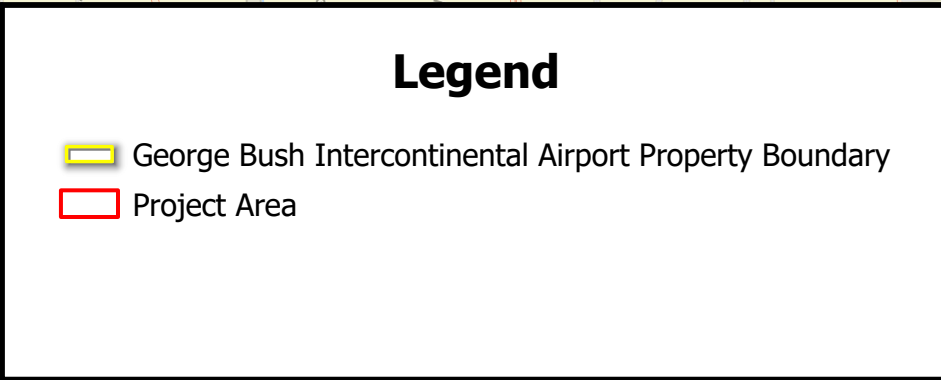 Legend
George Bush Intercontinental Airport Property Boundary
Project Area